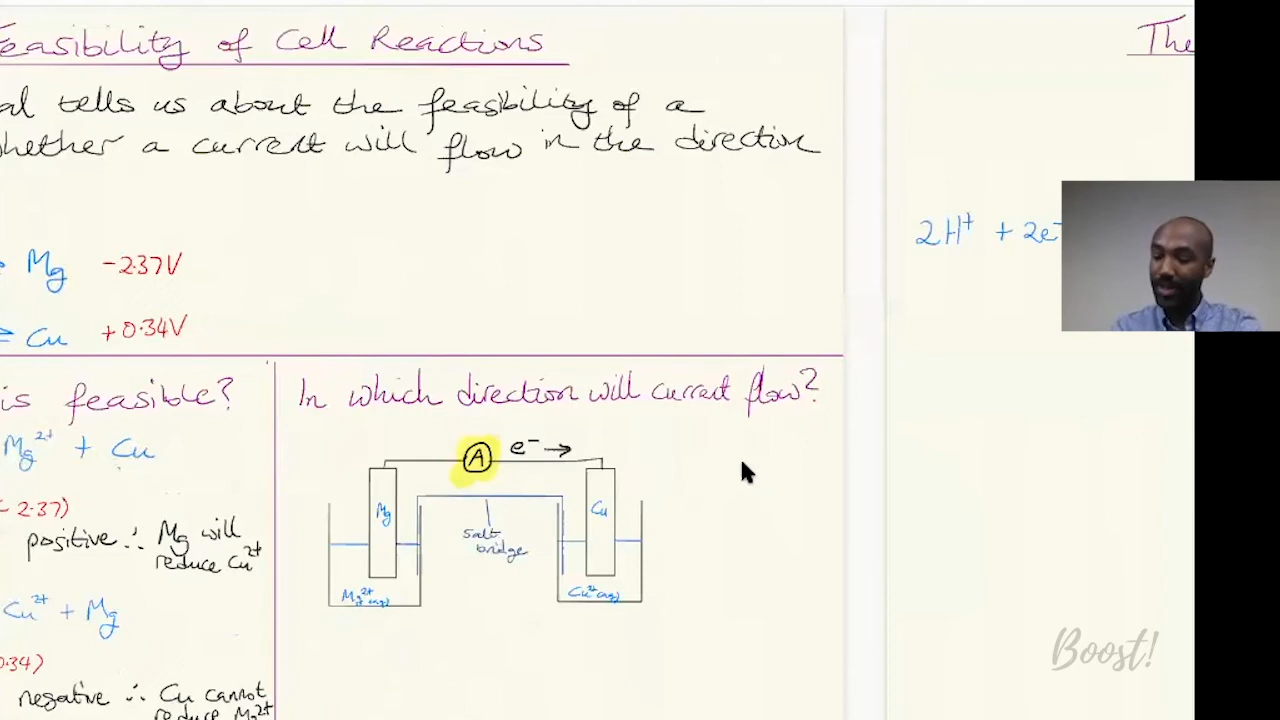 Feasibility of Cell Reactions
al tells us about the feasibility of a
whether a current will flow in the direction
Mg -2.37V
⇌ Cu +0.34V
is feasible?
Mg²⁺ + Cu
- 2.37)
positive ∴ Mg will
reduce Cu²⁺
Cu²⁺ + Mg
0.34)
negative ∴ Cu cannot
reduce Mg²⁺
In which direction will current flow?
A e⁻ →
Mg
Cu
salt
bridge
Mg²⁺(aq)
Cu²⁺(aq)
The
2H⁺ + 2e⁻
Boost!